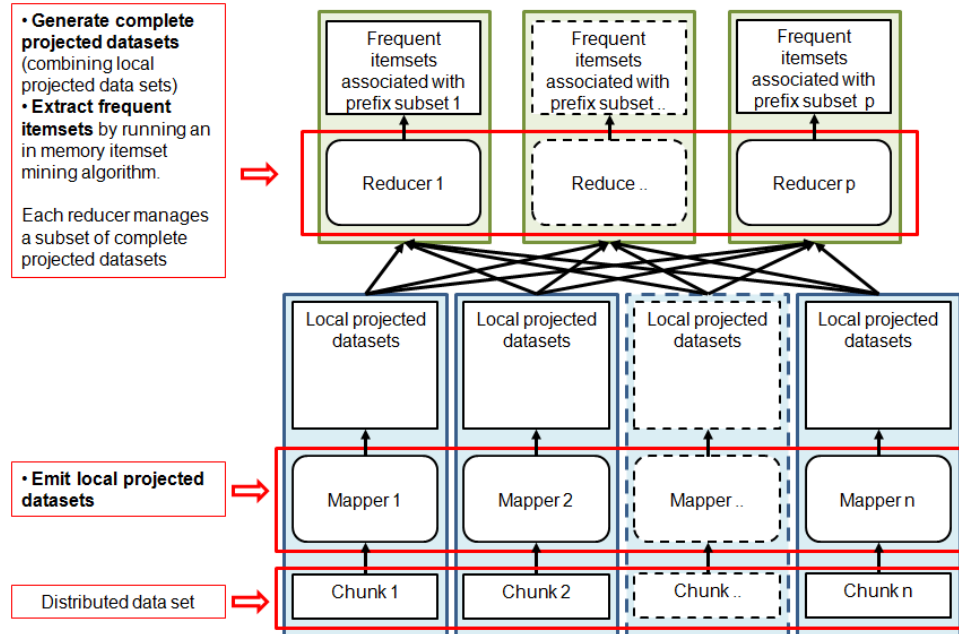 • Generate complete
projected datasets
(combining local
projected data sets)
• Extract frequent
itemsets by running an
in memory itemset
mining algorithm.
Each reducer manages
a subset of complete
projected datasets
Frequent
itemsets
associated with
prefix subset 1
Frequent
itemsets
associated with
prefix subset ..
Frequent
itemsets
associated with
prefix subset p
Reducer 1
Reduce ..
Reducer p
Local projected
datasets
Local projected
datasets
Local projected
datasets
Local projected
datasets
• Emit local projected
datasets
Mapper 1
Mapper 2
Mapper ..
Mapper n
Distributed data set
Chunk 1
Chunk 2
Chunk ..
Chunk n